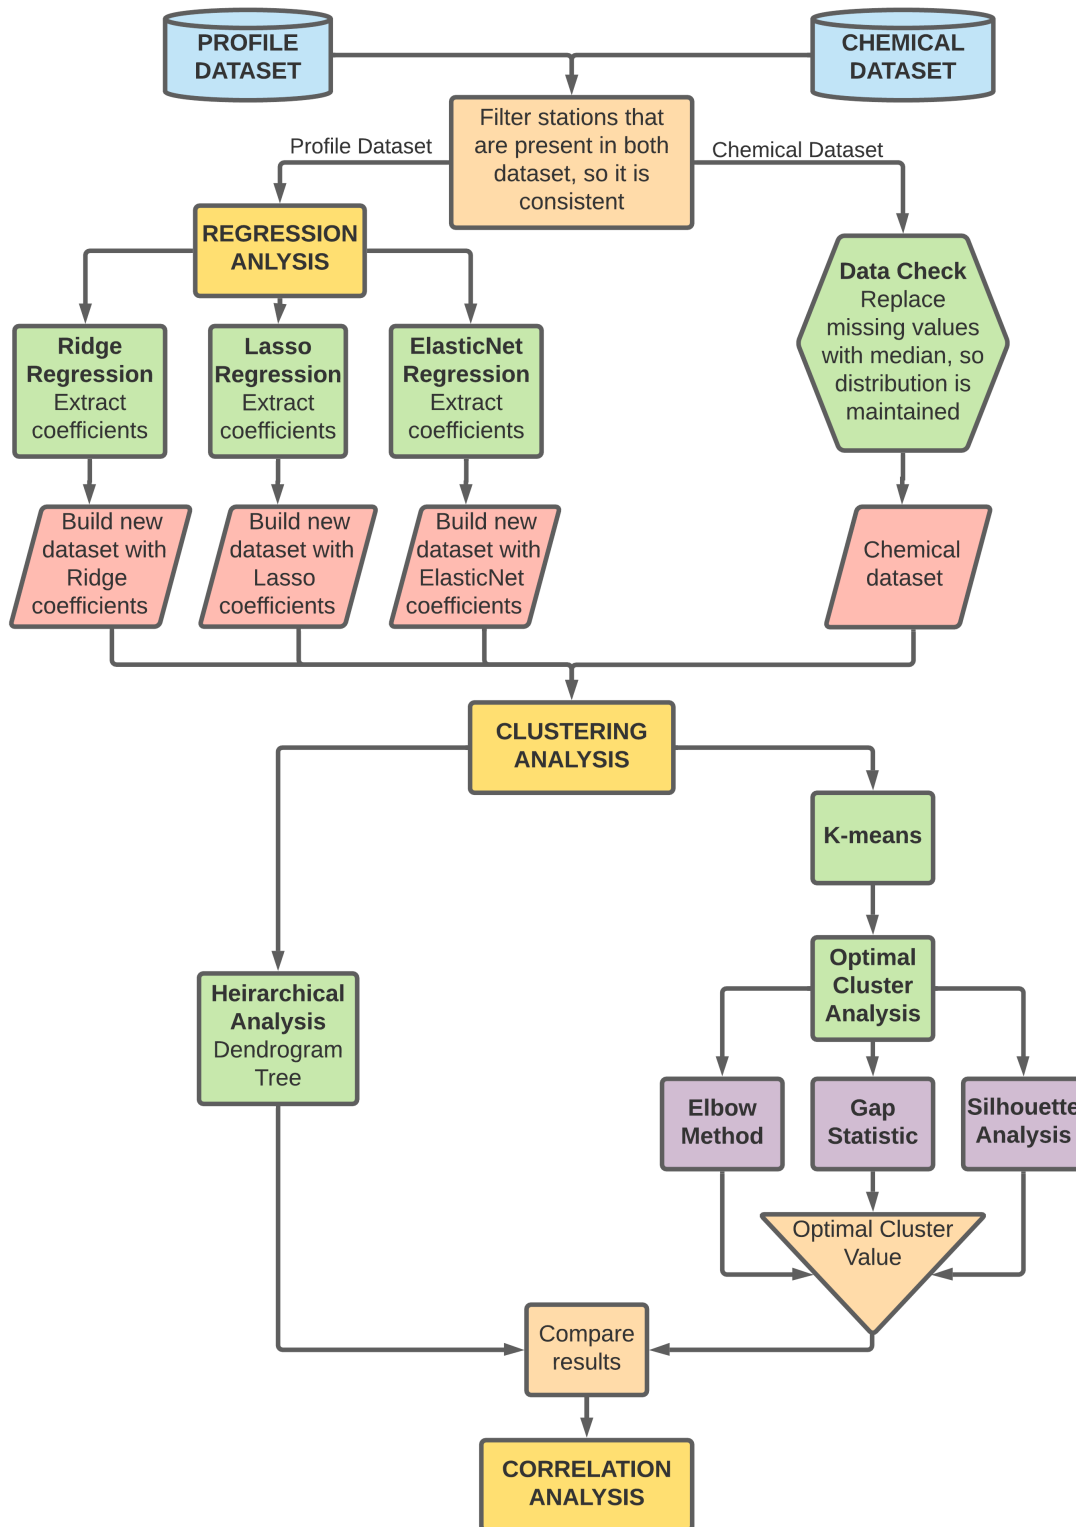 PROFILE
DATASET
CHEMICAL
DATASET
Filter stations that
are present in both
dataset, so it is
consistent
Profile Dataset
Chemical Dataset
REGRESSION
ANLYSIS
Data Check
Replace
missing values
with median, so
distribution is
maintained
Ridge
Regression
Extract
coefficients
Lasso
Regression
Extract
coefficients
ElasticNet
Regression
Extract
coefficients
Build new
dataset with
Ridge
coefficients
Build new
dataset with
Lasso
coefficients
Build new
dataset with
ElasticNet
coefficients
Chemical
dataset
CLUSTERING
ANALYSIS
K-means
Heirarchical
Analysis
Dendrogram
Tree
Optimal
Cluster
Analysis
Elbow
Method
Gap
Statistic
Silhouette
Analysis
Optimal Cluster
Value
Compare
results
CORRELATION
ANALYSIS